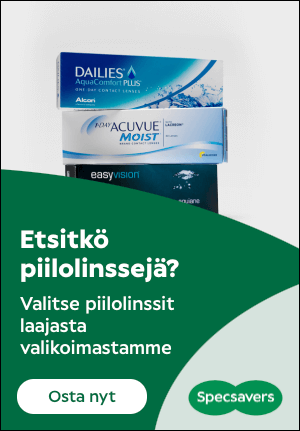 DAILIES
AquaComfort PLUS
ONE DAY CONTACT LENSES
Alcon
1-DAY ACUVUE
MOIST
easyvision
Etsitkö
piilolinssejä?
Valitse piilolinssit
laajasta
valikoimastamme
Osta nyt
Specsavers